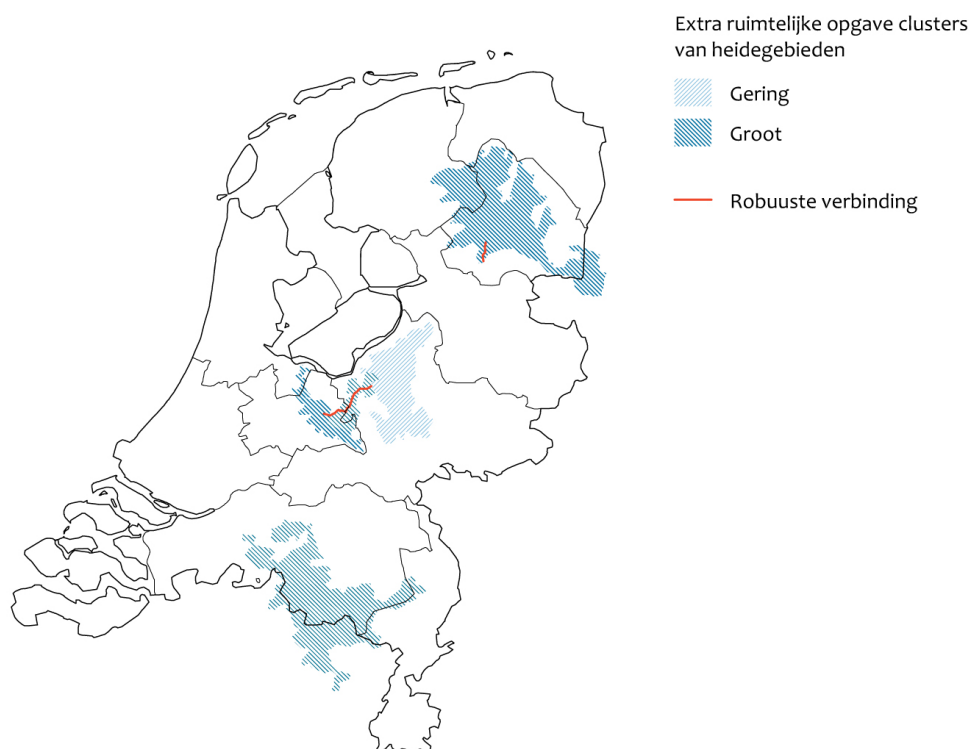 Extra ruimtelijke opgave clusters
van heidegebieden
Gering
Groot
Robuuste verbinding